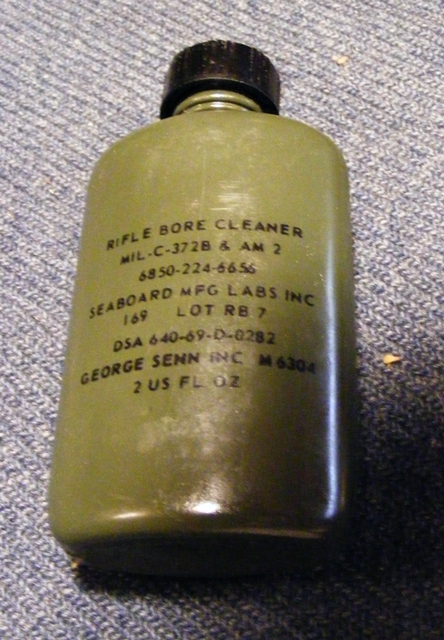 RIFLE BORE CLEANER
MIL-C-372B & AM 2
6850-224-6656
SEABOARD MFG LABS INC
169 LOT RB 7
DSA 640-69-D-0282
GEORGE SENN INC M 6304
2 US FL OZ